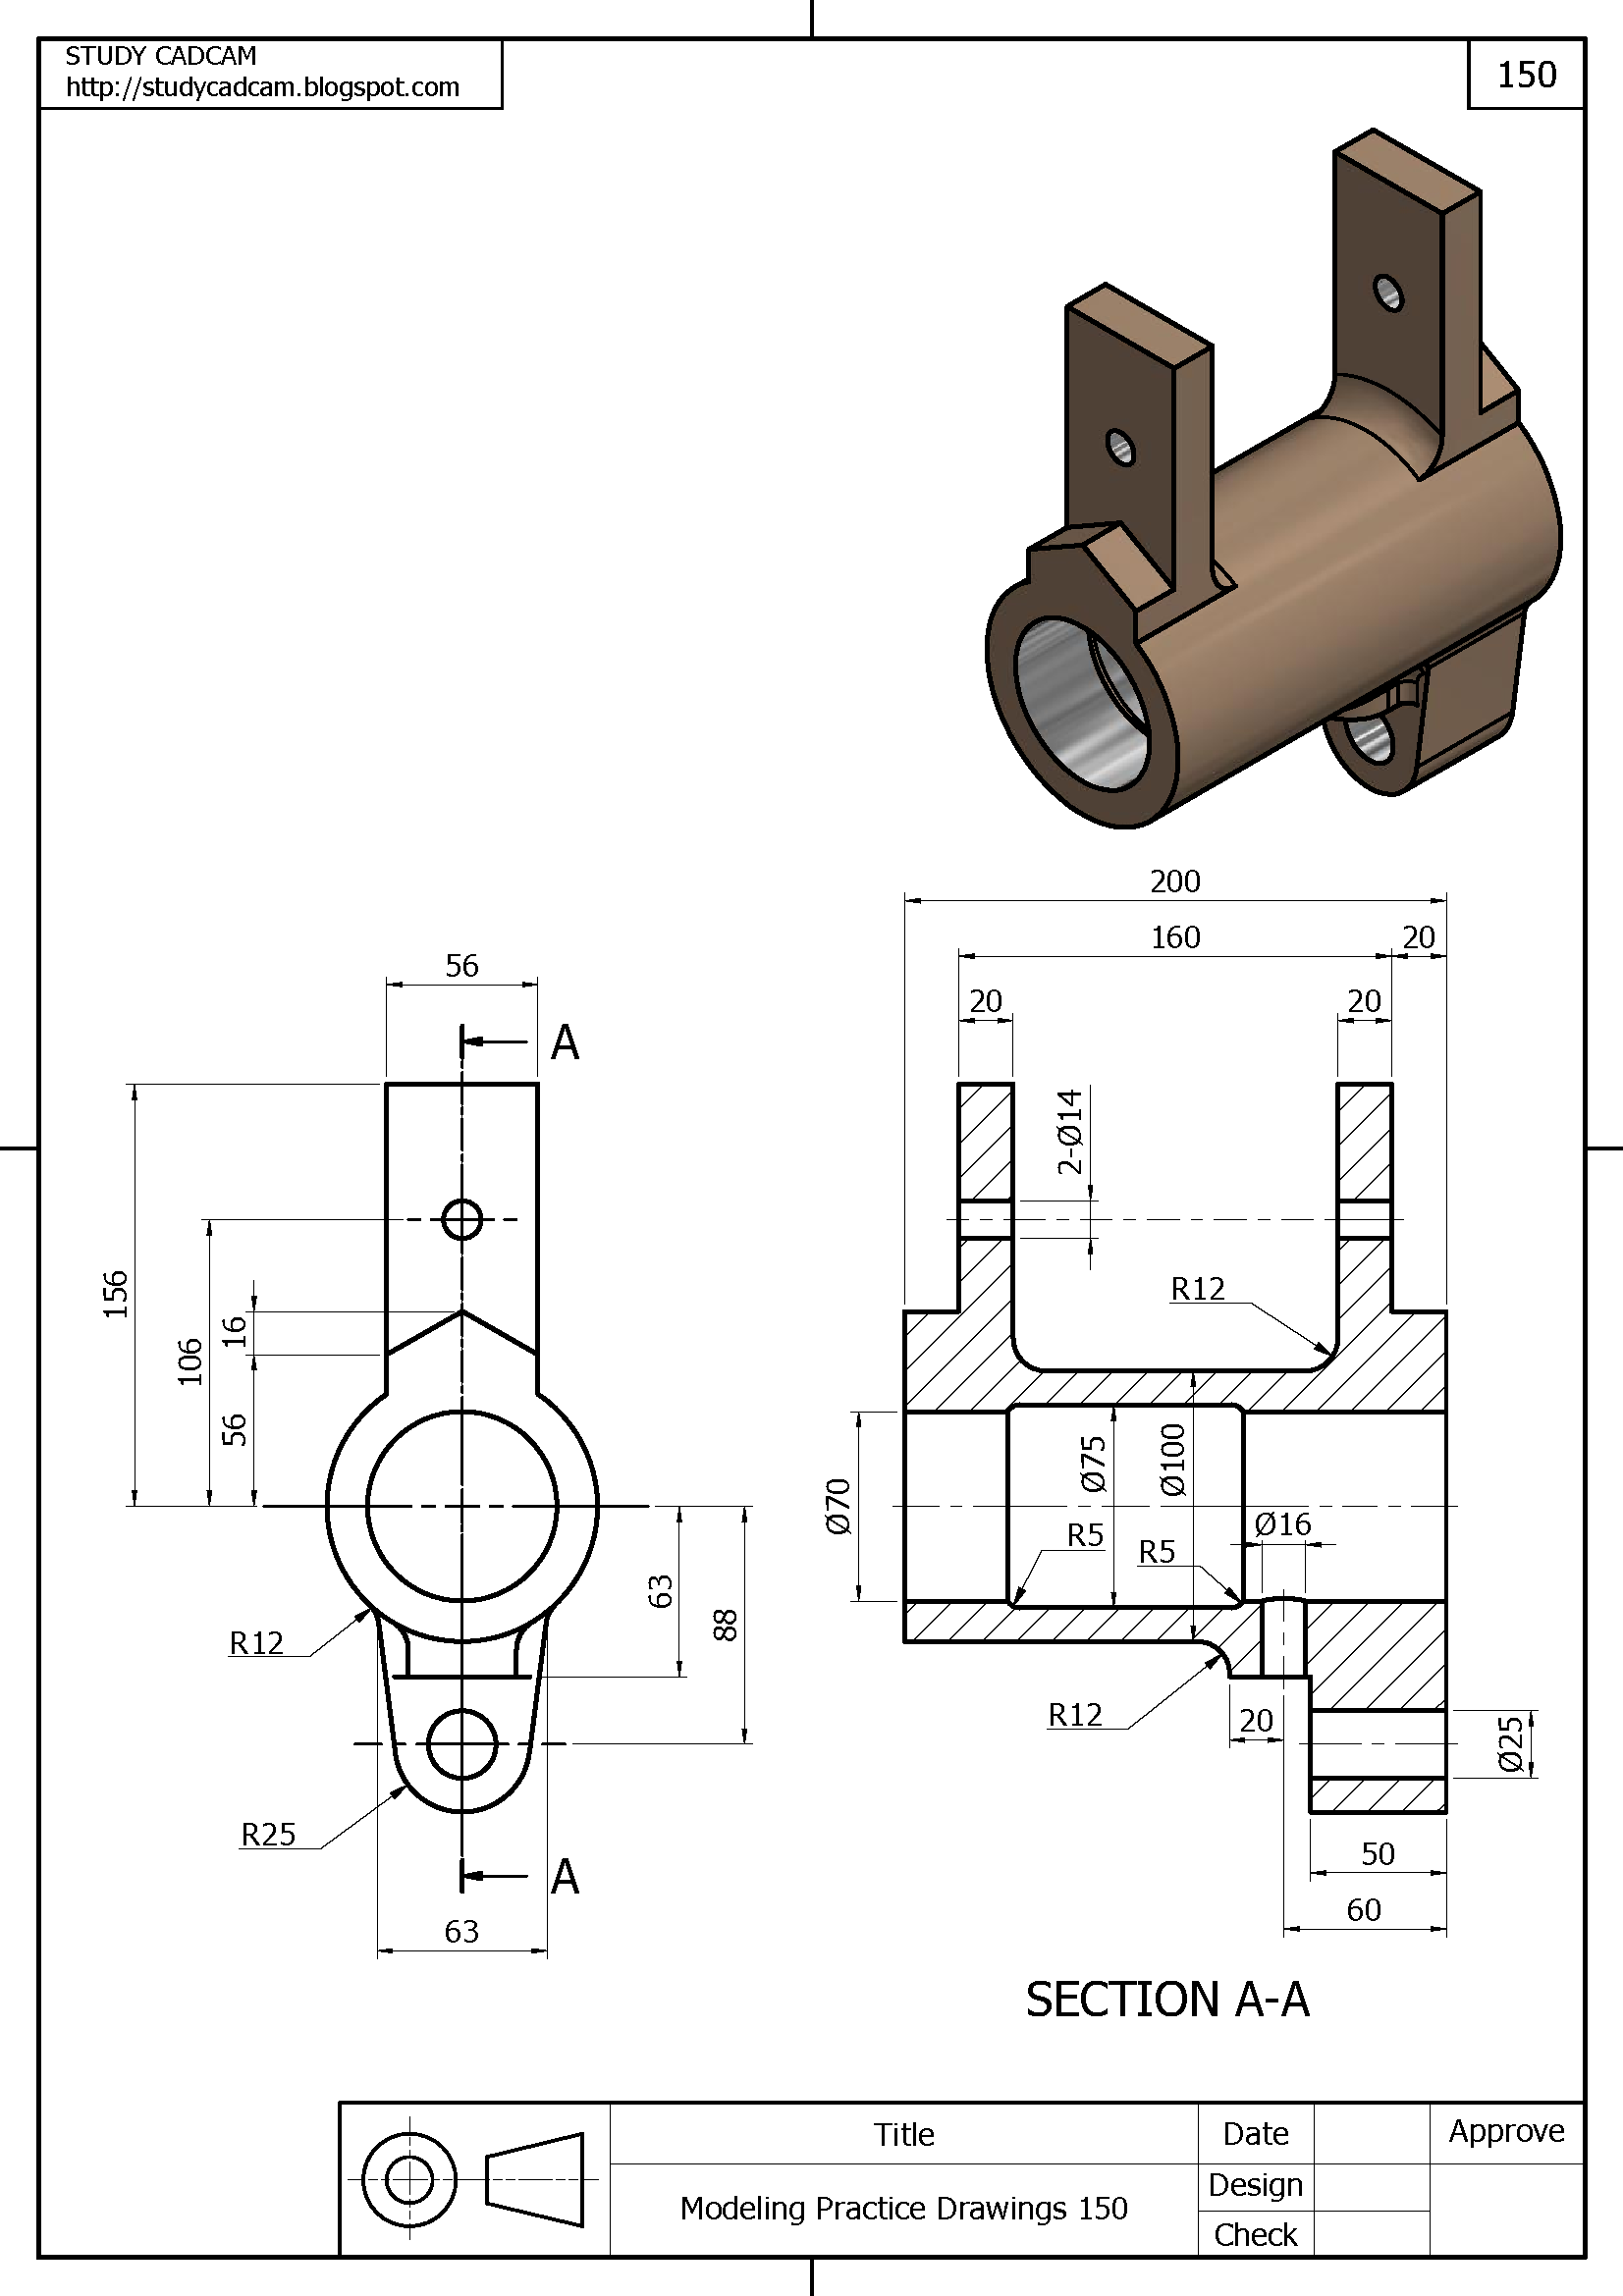 STUDY CADCAM
http://studycadcam.blogspot.com
150
200
160
20
20
20
56
A
2-Ø14
156
106
16
56
R12
Ø70
Ø75
Ø100
R5
R5
Ø16
63
88
R12
R12
20
Ø25
R25
A
50
60
63
SECTION A-A
Title
Date
Approve
Modeling Practice Drawings 150
Design
Check